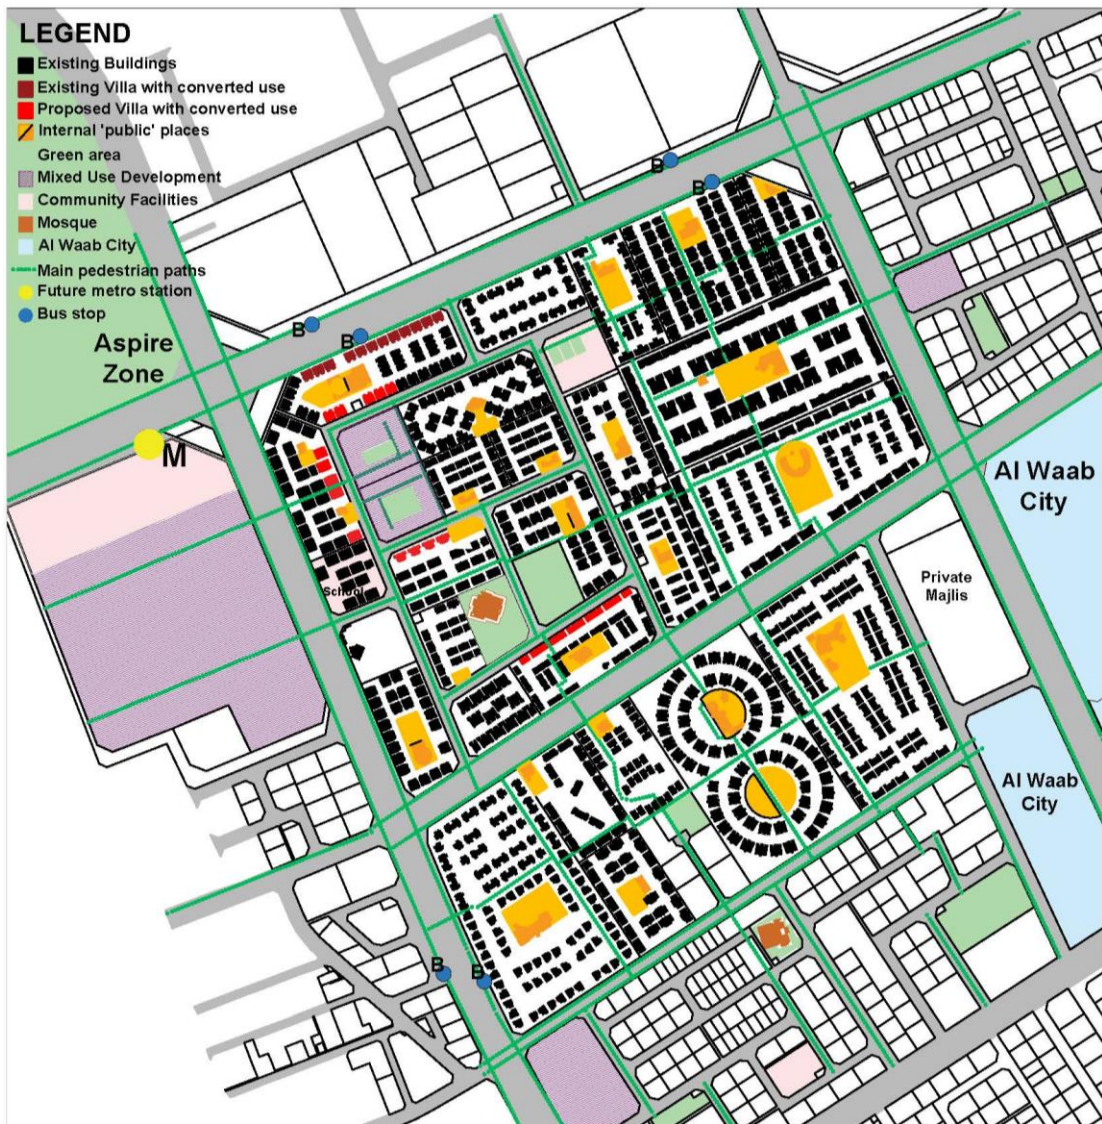 LEGEND
Existing Buildings
Existing Villa with converted use
Proposed Villa with converted use
Internal 'public' places
Green area
Mixed Use Development
Community Facilities
Mosque
Al Waab City
Main pedestrian paths
Future metro station
Bus stop
B
B
B
B
Aspire
Zone
M
Al Waab
City
School
Private
Majlis
Al Waab
City
B
B